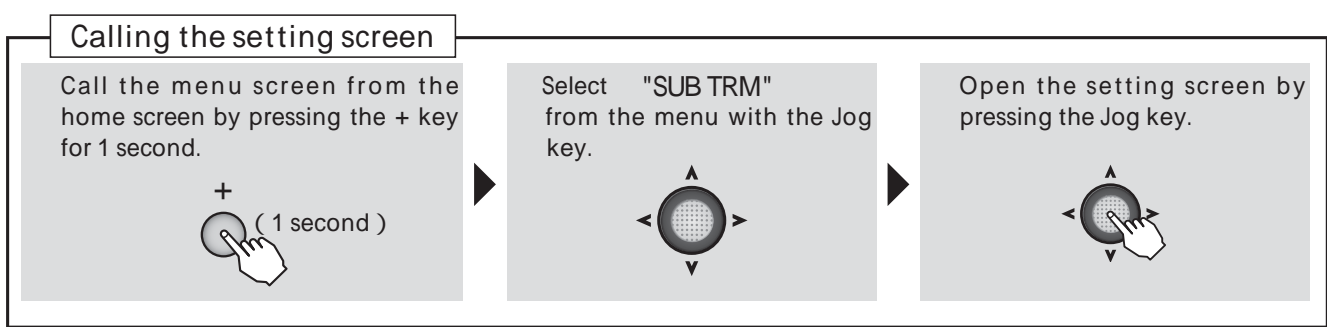 Calling the setting screen
Call the menu screen from the
home screen by pressing the + key
for 1 second.
+
( 1 second )
Select "SUB TRM"
from the menu with the Jog
key.
Open the setting screen by
pressing the Jog key.